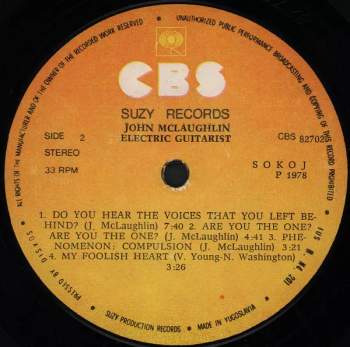 ALL RIGHTS OF THE MANUFACTURER AND OF THE OWNER OF THE RECORDED WORK RESERVED
UNAUTHORIZED PUBLIC PERFORMANCE BROADCASTING AND COPYING OF THIS RECORD PROHIBITED
CBS
SUZY RECORDS
JOHN MCLAUGHLIN
ELECTRIC GUITARIST
SIDE 2
STEREO
33 RPM
CBS 82702
SOKOJ
P 1978
1. DO YOU HEAR THE VOICES THAT YOU LEFT BE-
HIND? (J. McLaughlin) 7:40 2. ARE YOU THE ONE?
ARE YOU THE ONE? (J. McLaughlin) 4:41 3. PHE-
NOMENON; COMPULSION (J. McLaughlin) 3:21
4. MY FOOLISH HEART (V. Young-N. Washington)
3:26
PRESSED BY DISK SUZY
SUZY PRODUCTION RECORDS - MADE IN YUGOSLAVIA